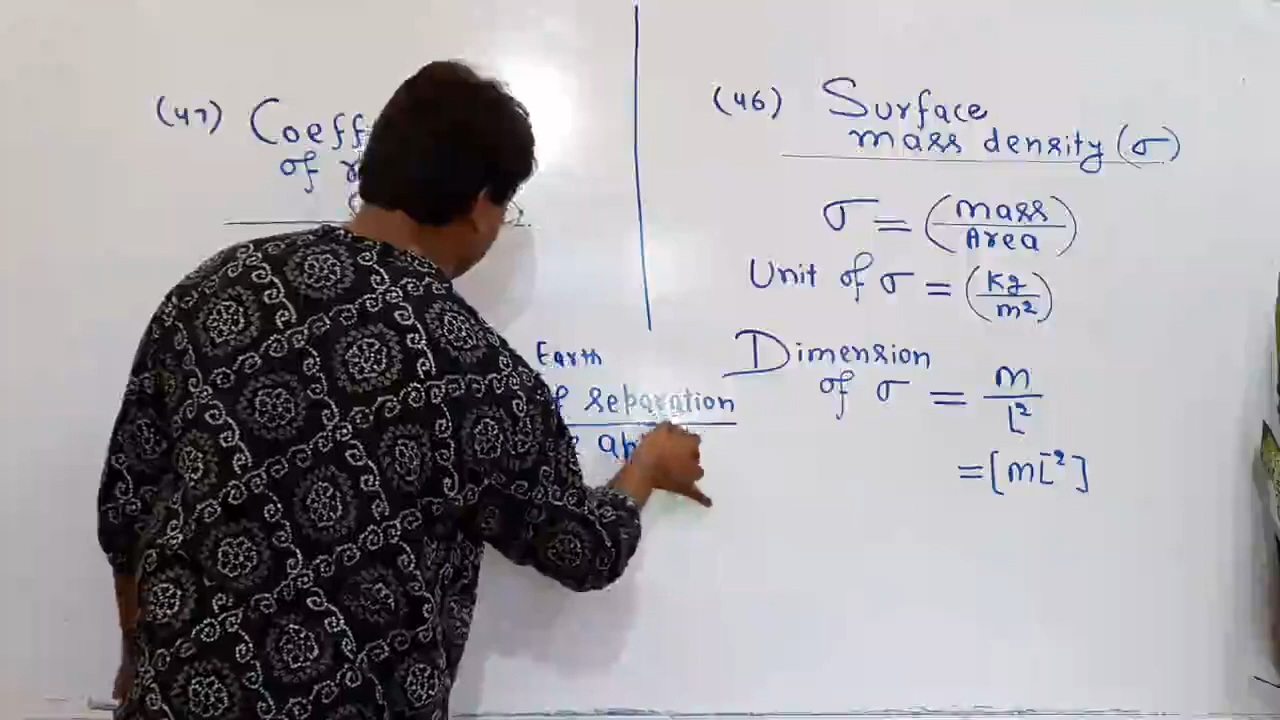 (47) Coeff
of
Earth
separation
(46) Surface
mass density (σ)
σ = (mass/Area)
Unit of σ = (kg/m²)
Dimension
of σ = m/L²
= [mL⁻²]